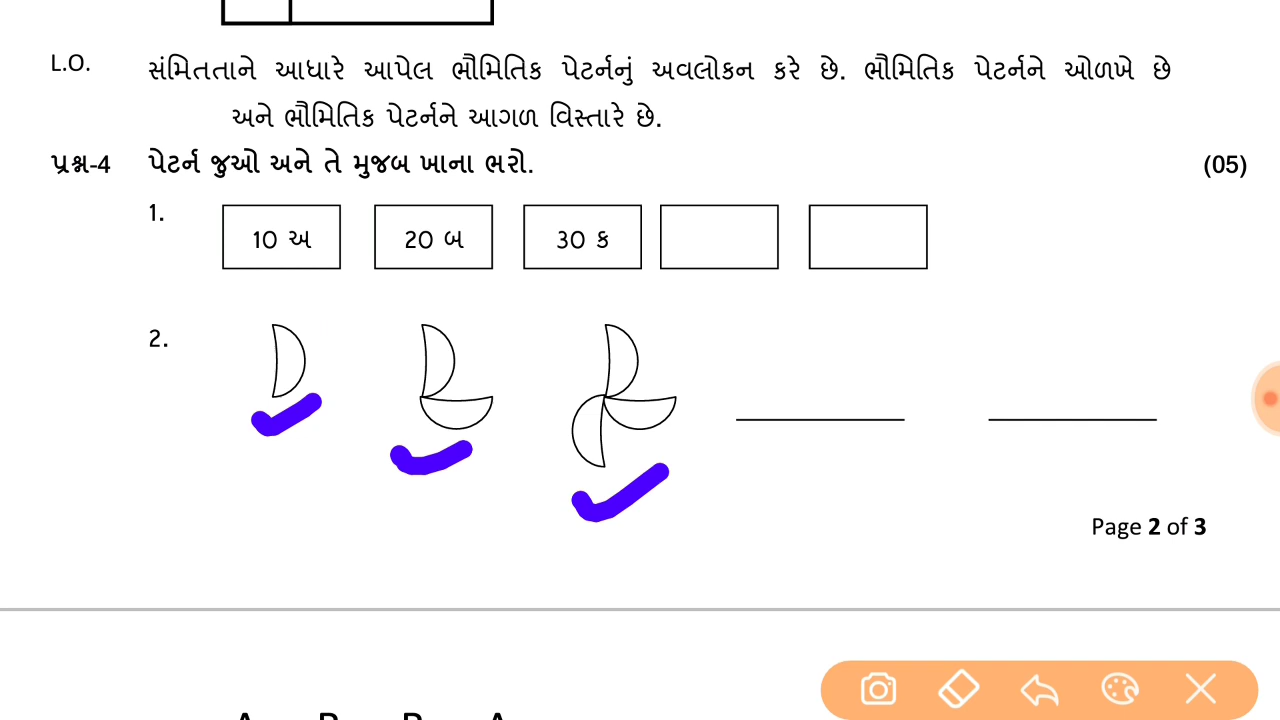 L.O. સંમિતતાને આધારે આપેલ ભૌમિતિક પેટર્નનું અવલોકન કરે છે. ભૌમિતિક પેટર્નને ઓળખે છે
અને ભૌમિતિક પેટર્નને આગળ વિસ્તારે છે.
પ્રશ્ન-4 પેટર્ન જુઓ અને તે મુજબ ખાના ભરો. (05)
1. 10 અ 20 બ 30 ક
2.
Page 2 of 3